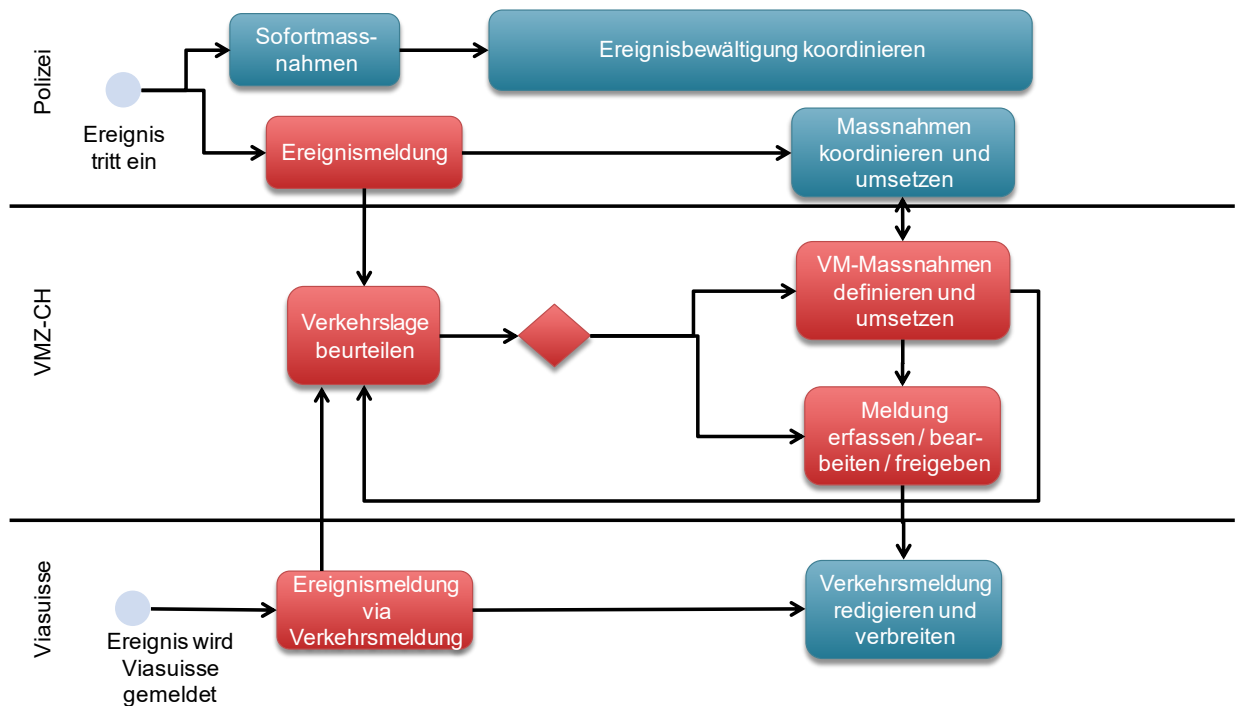 Polizei
Sofortmass-
nahmen
Ereignisbewältigung koordinieren
Ereignis
tritt ein
Ereignismeldung
Massnahmen
koordinieren und
umsetzen
VMZ-CH
Verkehrslage
beurteilen
VM-Massnahmen
definieren und
umsetzen
Meldung
erfassen / bear-
beiten / freigeben
Viasuisse
Ereignis wird
Viasuisse
gemeldet
Ereignismeldung
via
Verkehrsmeldung
Verkehrsmeldung
redigieren und
verbreiten